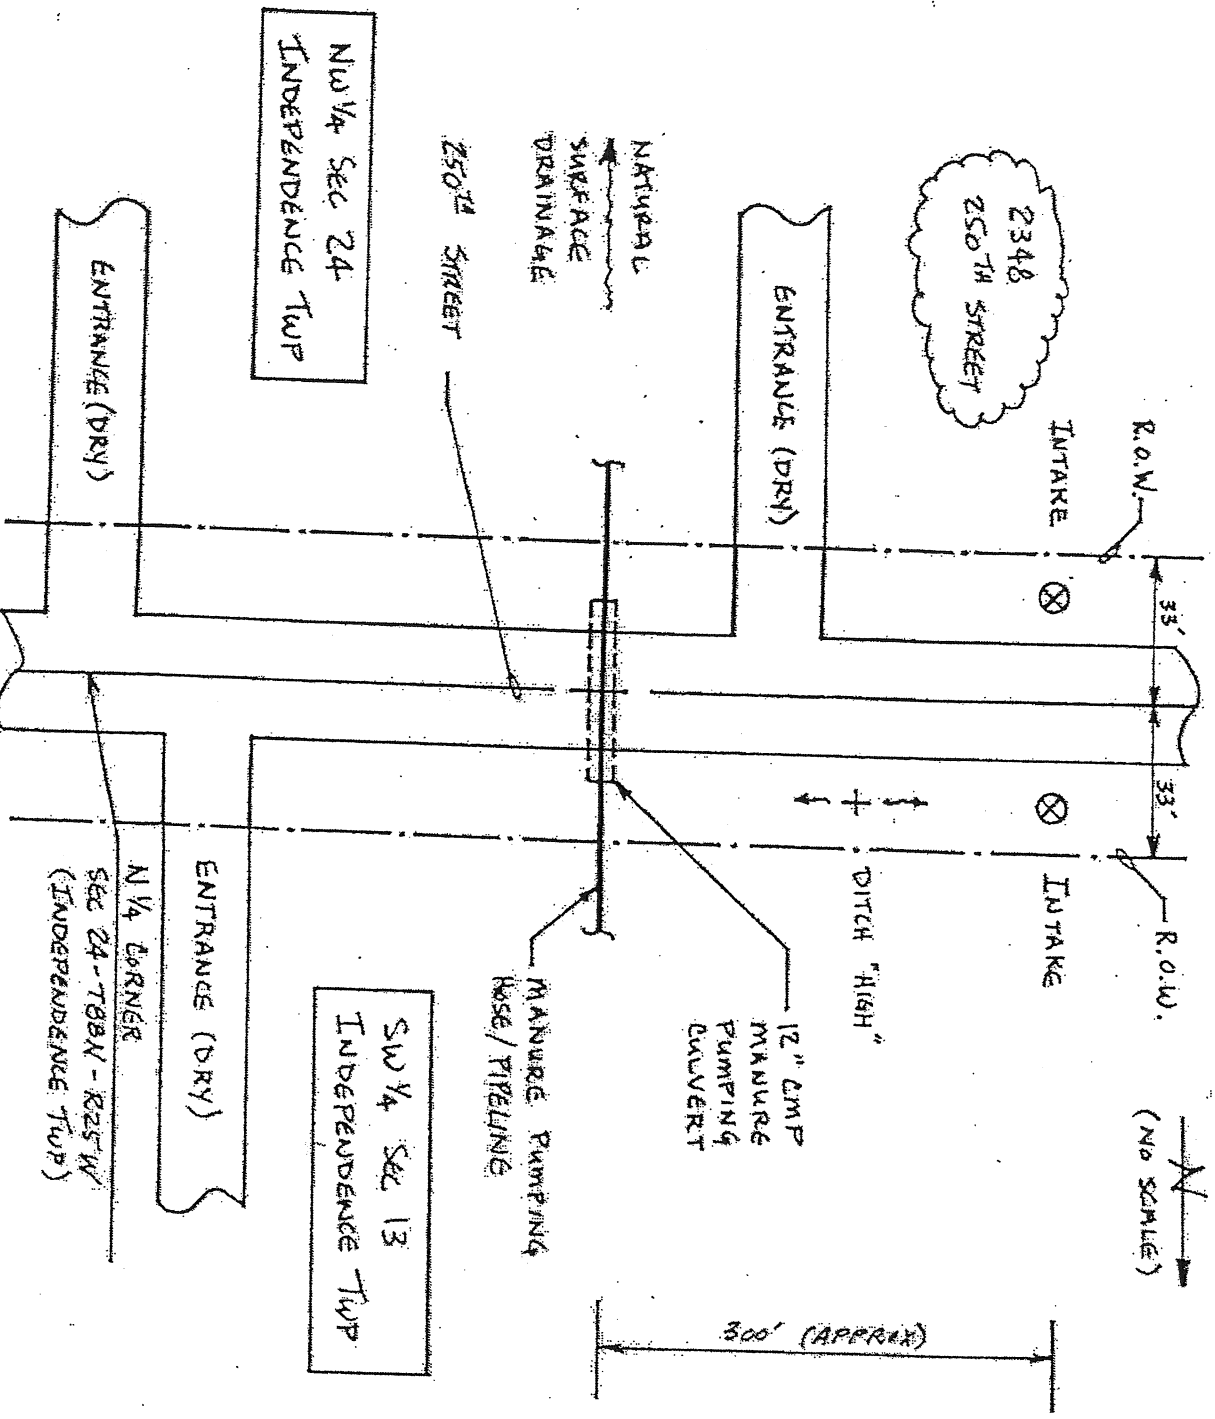 2348
250TH STREET
R.O.W.
INTAKE
33'
33'
INTAKE
R.O.W.
N
(NO SCALE)
ENTRANCE (DRY)
DITCH "HIGH"
NATURAL
SURFACE
DRAINAGE
12" CMP
MANURE
PUMPING
CULVERT
300' (APPROX)
250TH STREET
MANURE PUMPING
HOSE/PIPELINE
NW 1/4 SEC 24
INDEPENDENCE TWP
SW 1/4 SEC 13
INDEPENDENCE TWP
ENTRANCE (DRY)
ENTRANCE (DRY)
N 1/4 CORNER
SEC 24-T88N-R25W
(INDEPENDENCE TWP)